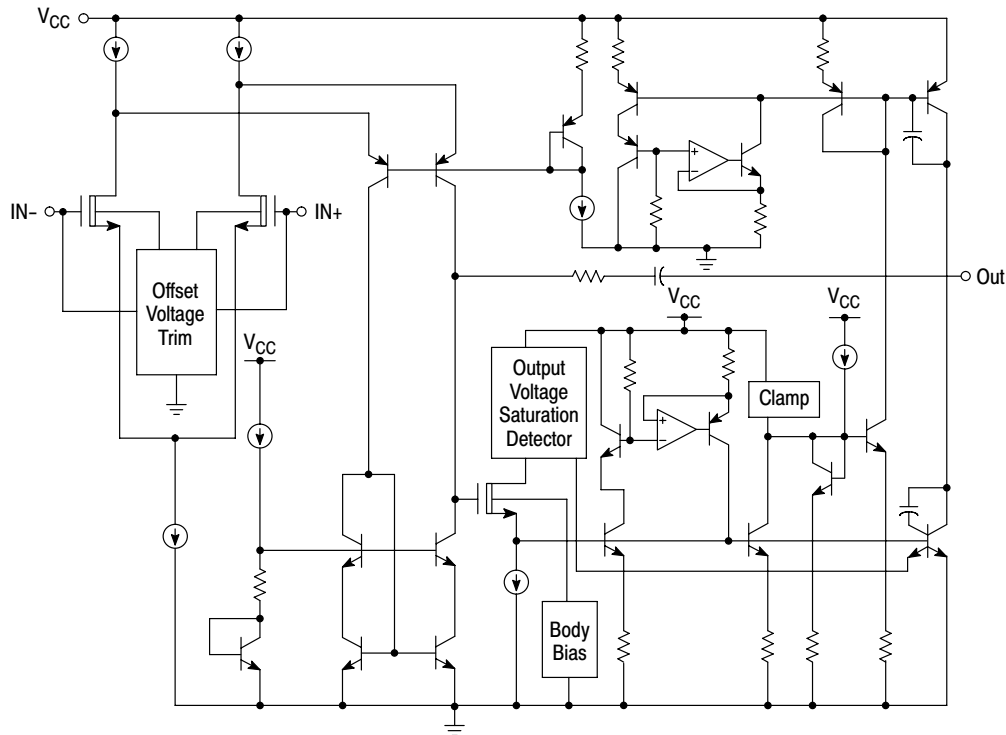 VCC
IN-
IN+
Offset
Voltage
Trim
+
−
Out
VCC
VCC
VCC
Output
Voltage
Saturation
Detector
+
−
Clamp
Body
Bias